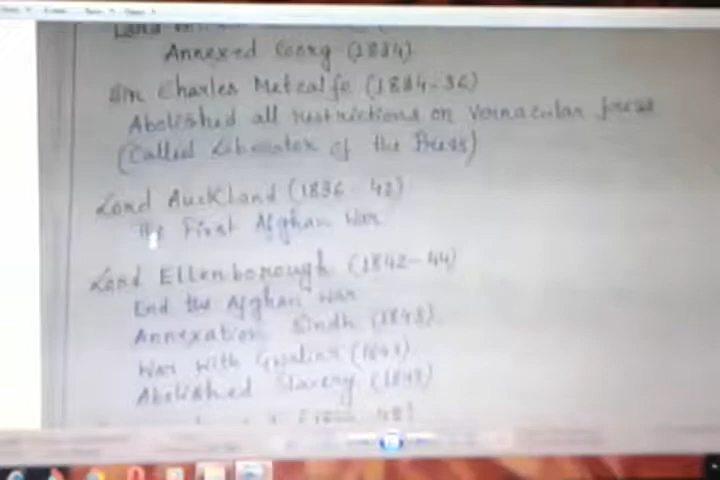 Annexed Coorg (1834)
Sir Charles Metcalfe (1834-36)
Abolished all restrictions on vernacular press
(Called Liberator of the Press)
Lord Auckland (1836-42)
The First Afghan War
Lord Ellenborough (1842-44)
End the Afghan War
Annexation Sindh (1843)
War with Gwalior (1843)
Abolished Slavery (1843)